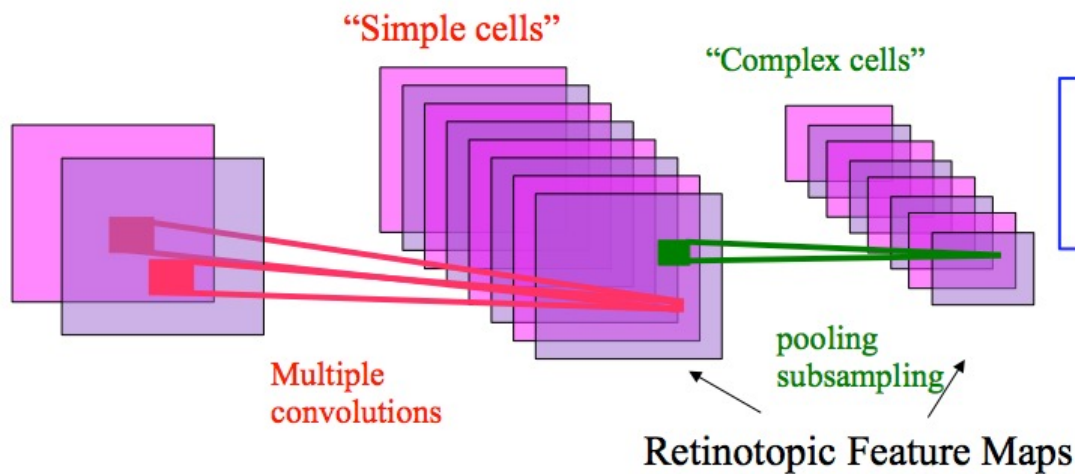 “Simple cells”
“Complex cells”
Multiple
convolutions
pooling
subsampling
Retinotopic Feature Maps